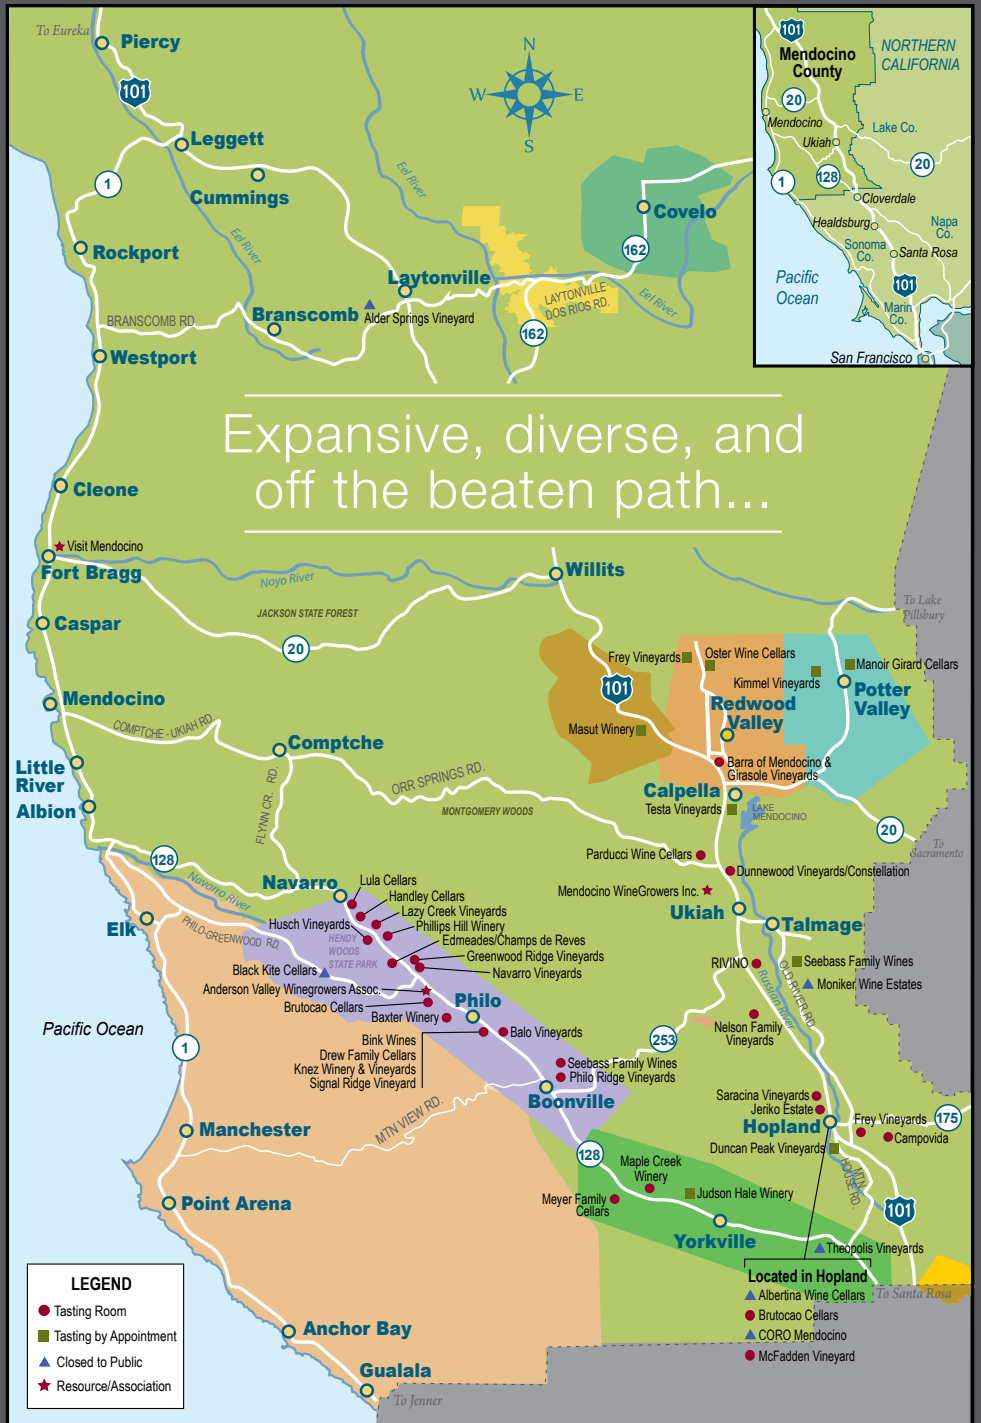 To Eureka
Piercy
101
N
W
E
S
Leggett
1
Cummings
Eel River
Eel River
Covelo
162
Rockport
Laytonville
LAYTONVILLE
DOS RIOS RD.
Eel River
BRANSCOMB RD.
Branscomb
Alder Springs Vineyard
162
Westport
101
Mendocino
County
NORTHERN
CALIFORNIA
20
Mendocino
Ukiah
Lake Co.
20
1
128
Cloverdale
Healdsburg
Napa
Co.
Sonoma
Co.
Santa Rosa
Pacific
Ocean
101
Marin
Co.
San Francisco
Expansive, diverse, and
off the beaten path...
Cleone
Visit Mendocino
Fort Bragg
Noyo River
Willits
JACKSON STATE FOREST
To Lake
Pillsbury
Caspar
20
Frey Vineyards
Oster Wine Cellars
Manoir Girard Cellars
Kimmel Vineyards
101
Redwood
Valley
Potter
Valley
Mendocino
COMPTCHE - UKIAH RD.
Masut Winery
Comptche
Barra of Mendocino &
Girasole Vineyards
Little
River
ORR SPRINGS RD.
Calpella
Albion
FLYNN CR. RD.
MONTGOMERY WOODS
Testa Vineyards
LAKE
MENDOCINO
20
To
Sacramento
128
Parducci Wine Cellars
Dunnewood Vineyards/Constellation
Navarro River
Navarro
Lula Cellars
Handley Cellars
Mendocino WineGrowers Inc.
Lazy Creek Vineyards
Ukiah
Elk
PHILO-GREENWOOD RD.
Husch Vineyards
Phillips Hill Winery
Talmage
HENDY
WOODS
STATE PARK
Edmeades/Champs de Reves
Greenwood Ridge Vineyards
Navarro Vineyards
RIVINO
Seebass Family Wines
Black Kite Cellars
Moniker Wine Estates
Anderson Valley Winegrowers Assoc.
Russian River
OLD RIVER RD.
Brutocao Cellars
Philo
Baxter Winery
Pacific Ocean
Nelson Family
Vineyards
Balo Vineyards
253
1
Bink Wines
Drew Family Cellars
Knez Winery & Vineyards
Signal Ridge Vineyard
Seebass Family Wines
Philo Ridge Vineyards
Boonville
MTN VIEW RD.
Saracina Vineyards
Jeriko Estate
Hopland
Frey Vineyards
175
Campovida
Manchester
Duncan Peak Vineyards
128
Maple Creek
Winery
MTN.
HOUSE RD.
Judson Hale Winery
Meyer Family
Cellars
Point Arena
101
Yorkville
Theopolis Vineyards
Located in Hopland
Albertina Wine Cellars
Brutocao Cellars
CORO Mendocino
McFadden Vineyard
To Santa Rosa
LEGEND
Tasting Room
Tasting by Appointment
Closed to Public
Resource/Association
Anchor Bay
Gualala
To Jenner